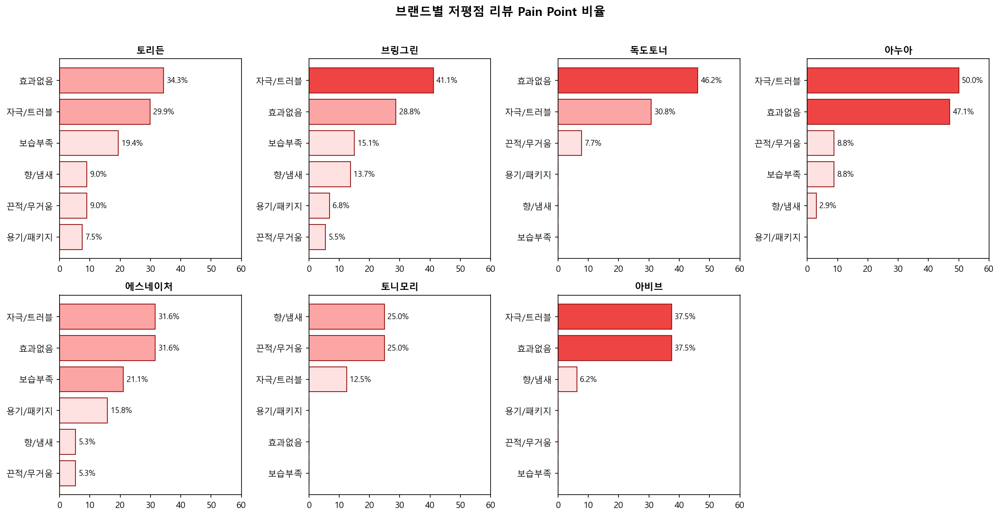 브랜드별 저평점 리뷰 Pain Point 비율
토리든
효과없음 34.3%
자극/트러블 29.9%
보습부족 19.4%
향/냄새 9.0%
끈적/무거움 9.0%
용기/패키지 7.5%
0 10 20 30 40 50 60
브링그린
자극/트러블 41.1%
효과없음 28.8%
보습부족 15.1%
향/냄새 13.7%
용기/패키지 6.8%
끈적/무거움 5.5%
0 10 20 30 40 50 60
독도토너
효과없음 46.2%
자극/트러블 30.8%
끈적/무거움 7.7%
용기/패키지
향/냄새
보습부족
0 10 20 30 40 50 60
아누아
자극/트러블 50.0%
효과없음 47.1%
끈적/무거움 8.8%
보습부족 8.8%
향/냄새 2.9%
용기/패키지
0 10 20 30 40 50 60
에스네이처
자극/트러블 31.6%
효과없음 31.6%
보습부족 21.1%
용기/패키지 15.8%
향/냄새 5.3%
끈적/무거움 5.3%
0 10 20 30 40 50 60
토니모리
향/냄새 25.0%
끈적/무거움 25.0%
자극/트러블 12.5%
용기/패키지
효과없음
보습부족
0 10 20 30 40 50 60
아비브
자극/트러블 37.5%
효과없음 37.5%
향/냄새 6.2%
용기/패키지
끈적/무거움
보습부족
0 10 20 30 40 50 60